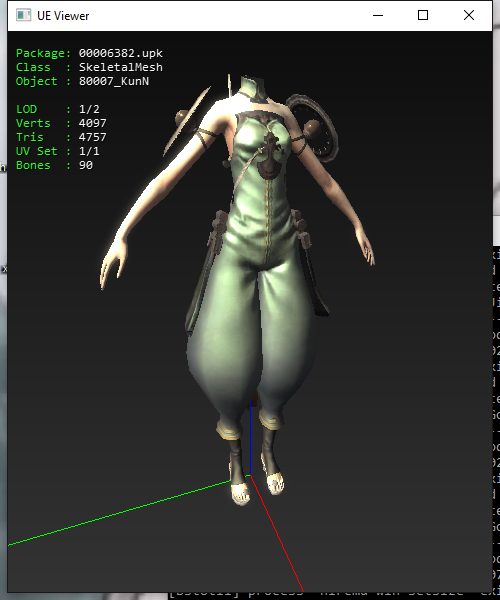 UE Viewer
Package: 00006382.upk
Class : SkeletalMesh
Object : 80007_KunN
LOD : 1/2
Verts : 4097
Tris : 4757
UV Set : 1/1
Bones : 90